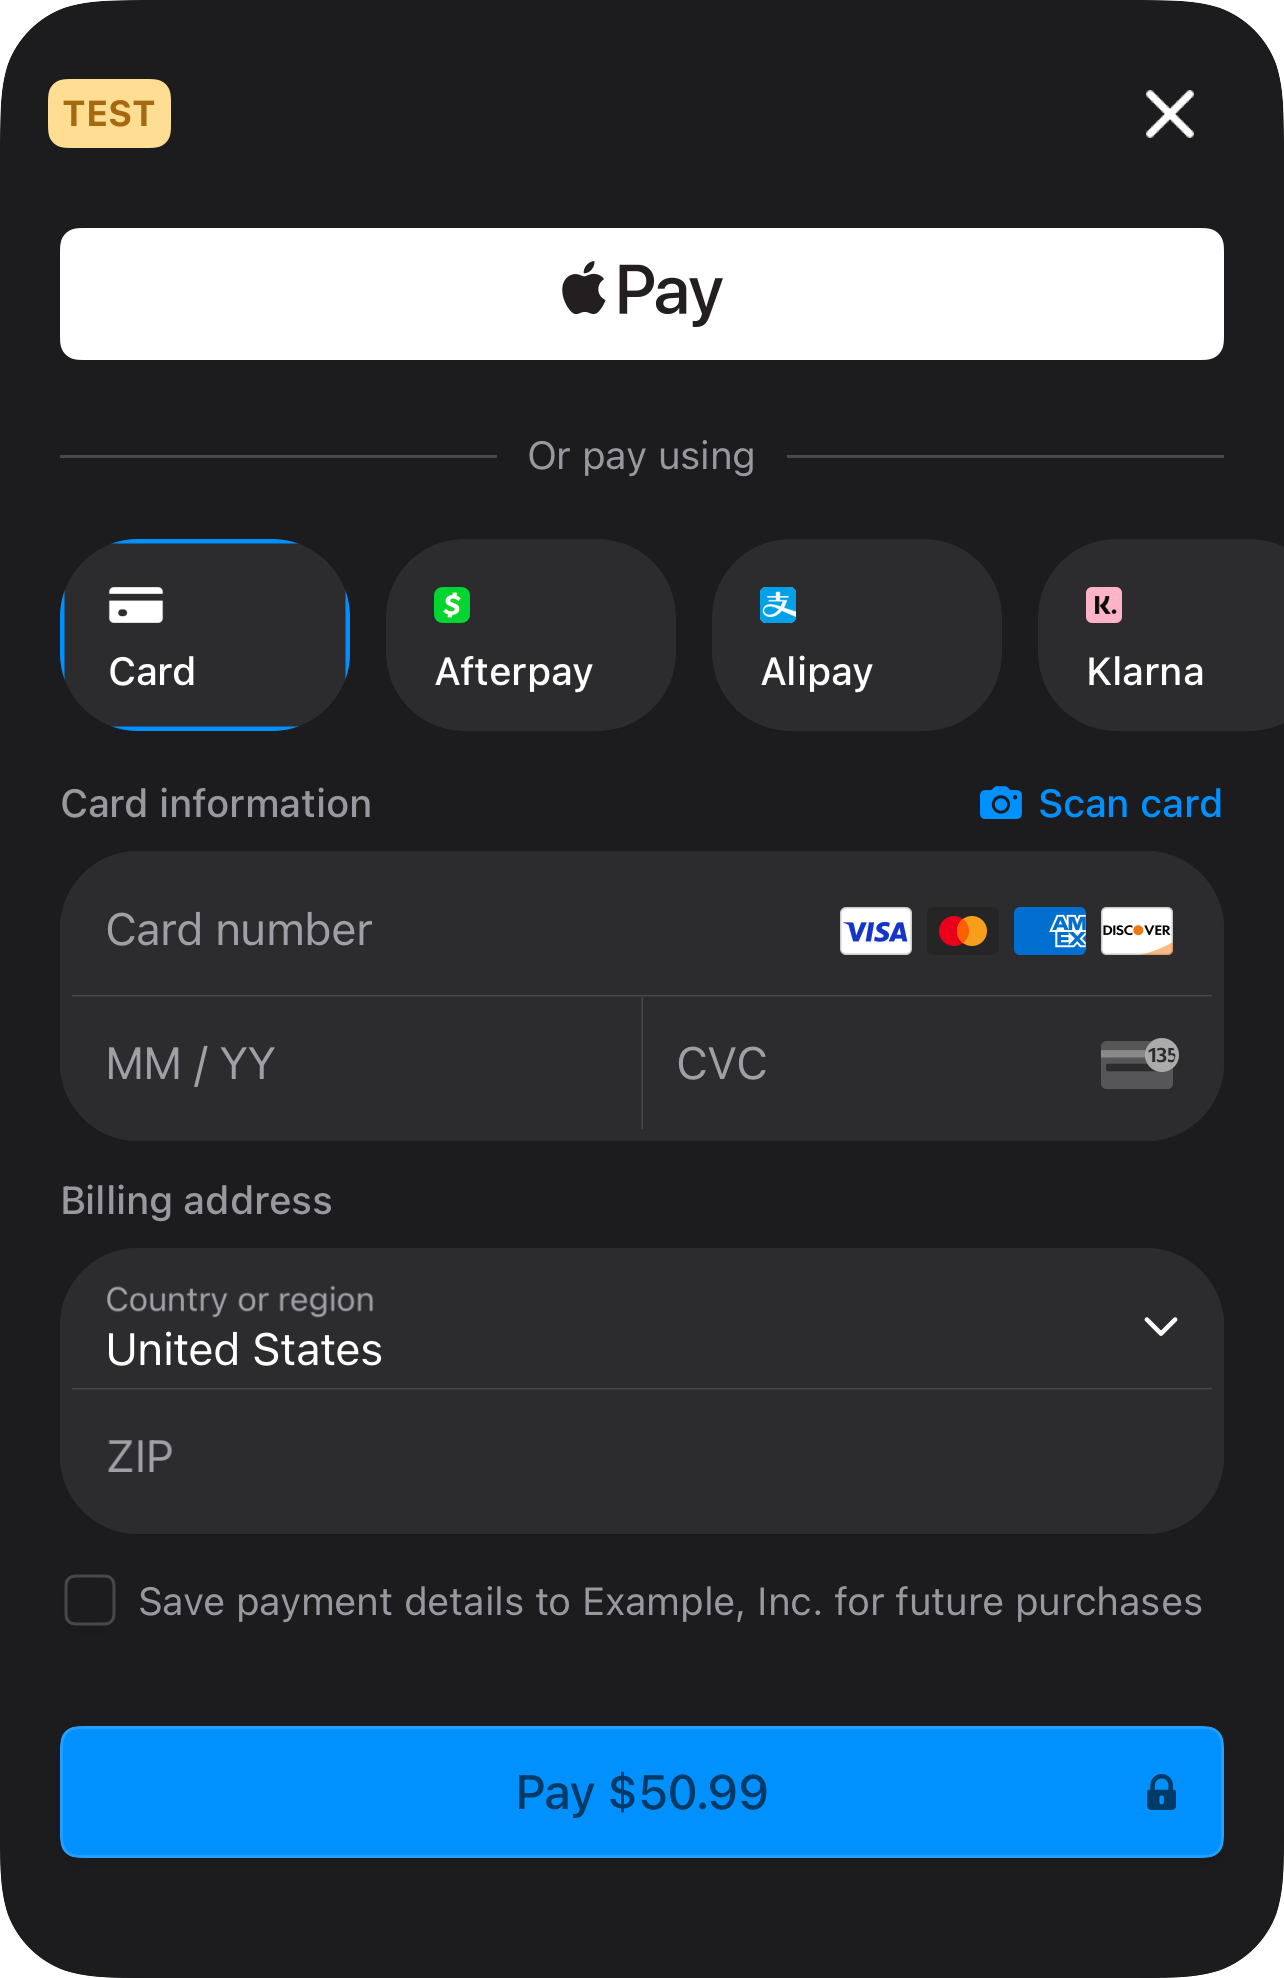 TEST
Pay
Or pay using
Card
Afterpay
Alipay
Klarna
Card information
Scan card
Card number
VISA
AM
EX
DISCOVER
MM / YY
CVC
135
Billing address
Country or region
United States
ZIP
Save payment details to Example, Inc. for future purchases
Pay $50.99